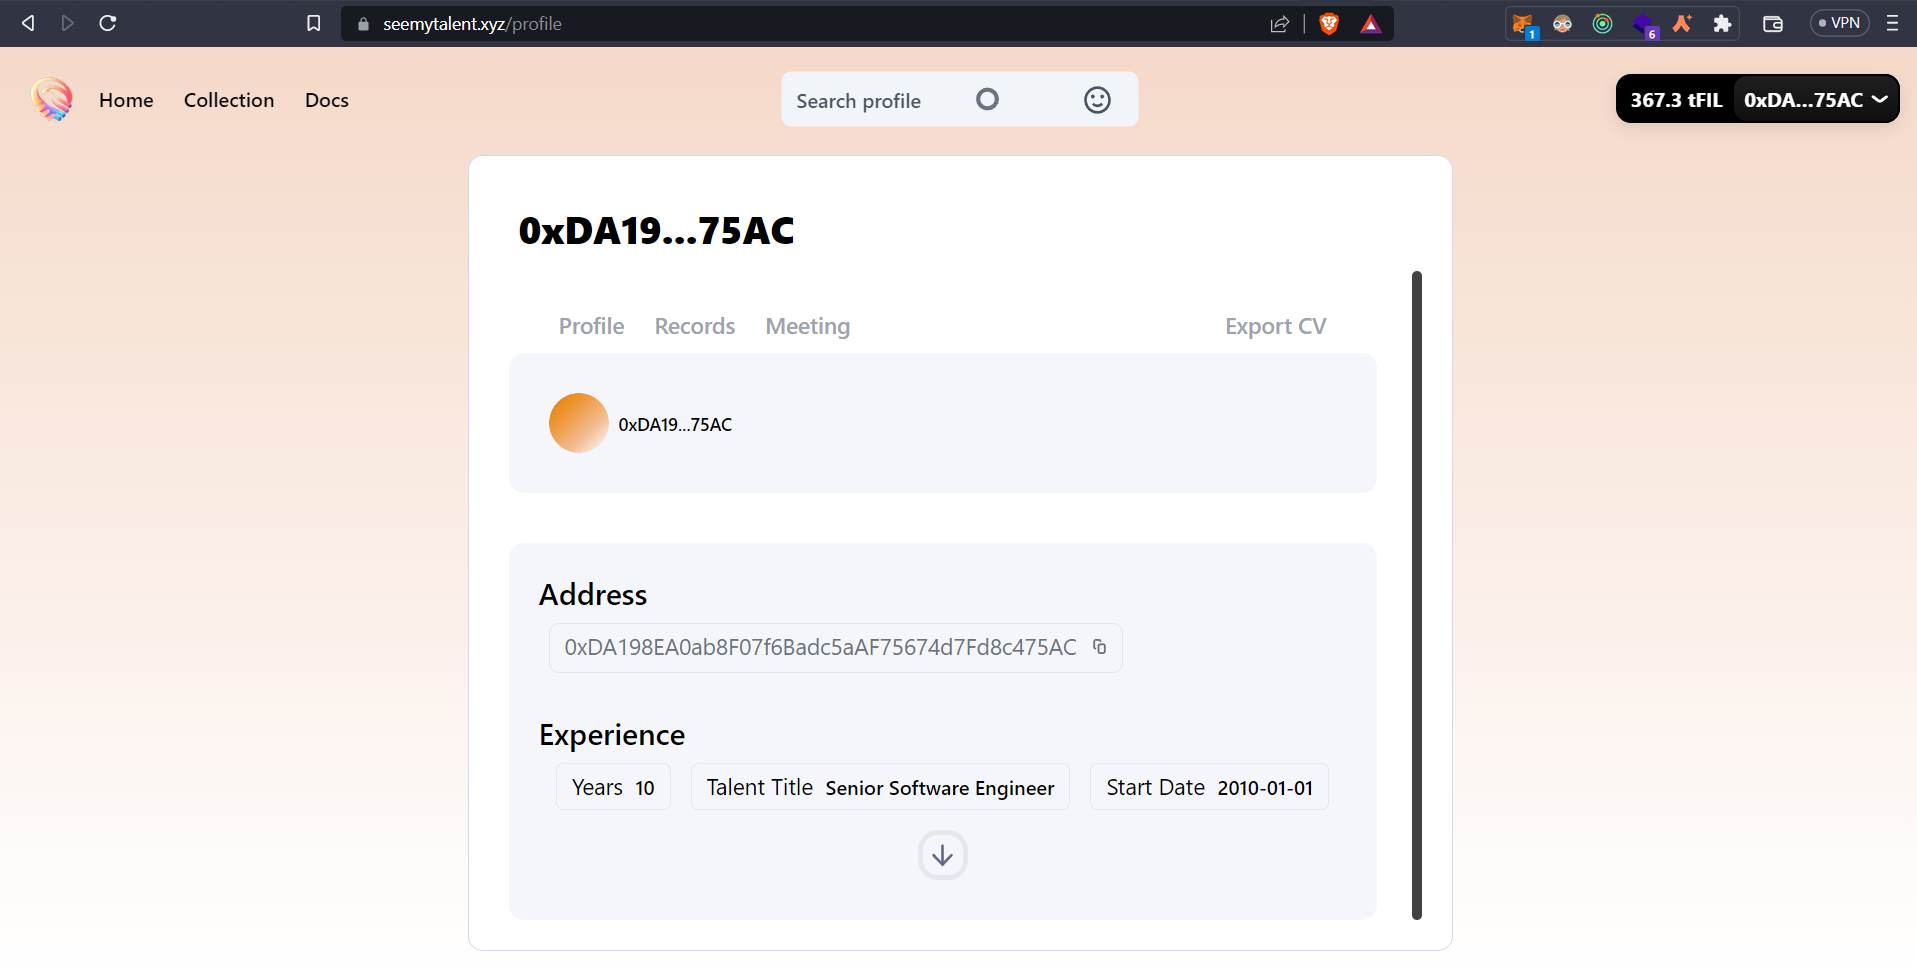 seemytalent.xyz/profile
1
6
VPN
Home Collection Docs
Search profile
367.3 tFIL 0xDA...75AC
0xDA19...75AC
Profile Records Meeting Export CV
0xDA19...75AC
Address
0xDA198EA0ab8F07f6Badc5aAF75674d7Fd8c475AC
Experience
Years 10 Talent Title Senior Software Engineer Start Date 2010-01-01